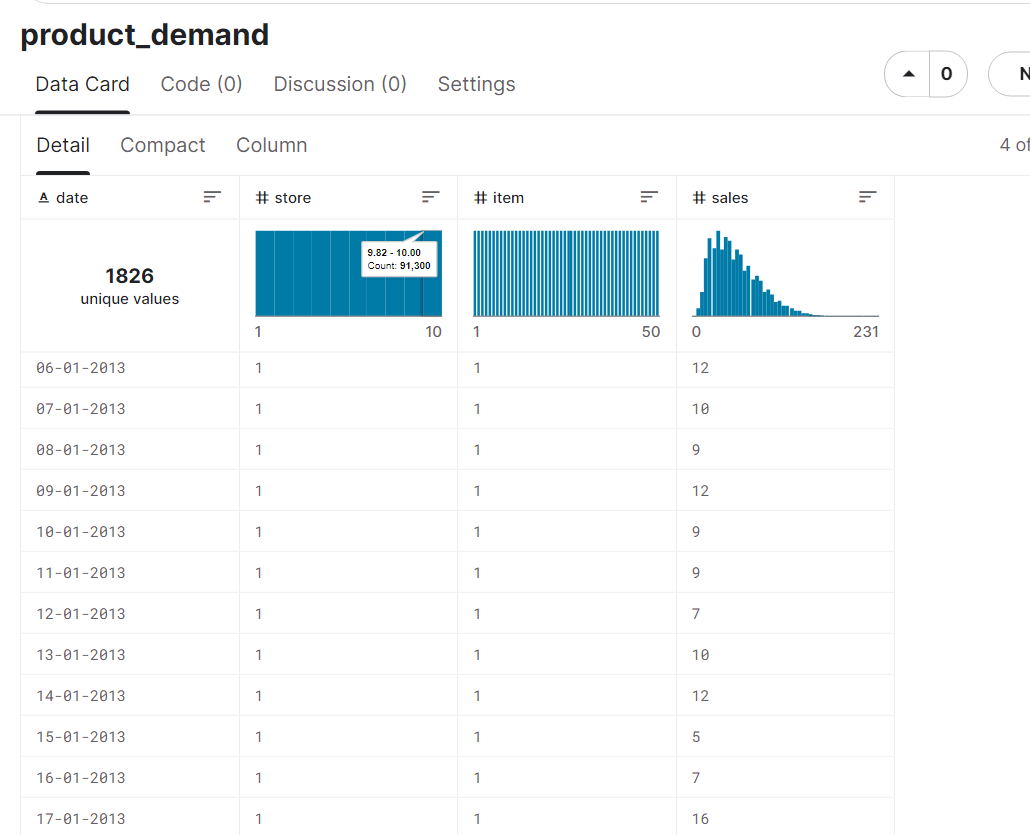 product_demand
Data Card Code (0) Discussion (0) Settings
0 N
Detail Compact Column
4 of
A date # store # item # sales
9.82 - 10.00
Count: 91,300
1826
unique values
1 10 1 50 0 231
06-01-2013 1 1 12
07-01-2013 1 1 10
08-01-2013 1 1 9
09-01-2013 1 1 12
10-01-2013 1 1 9
11-01-2013 1 1 9
12-01-2013 1 1 7
13-01-2013 1 1 10
14-01-2013 1 1 12
15-01-2013 1 1 5
16-01-2013 1 1 7
17-01-2013 1 1 16